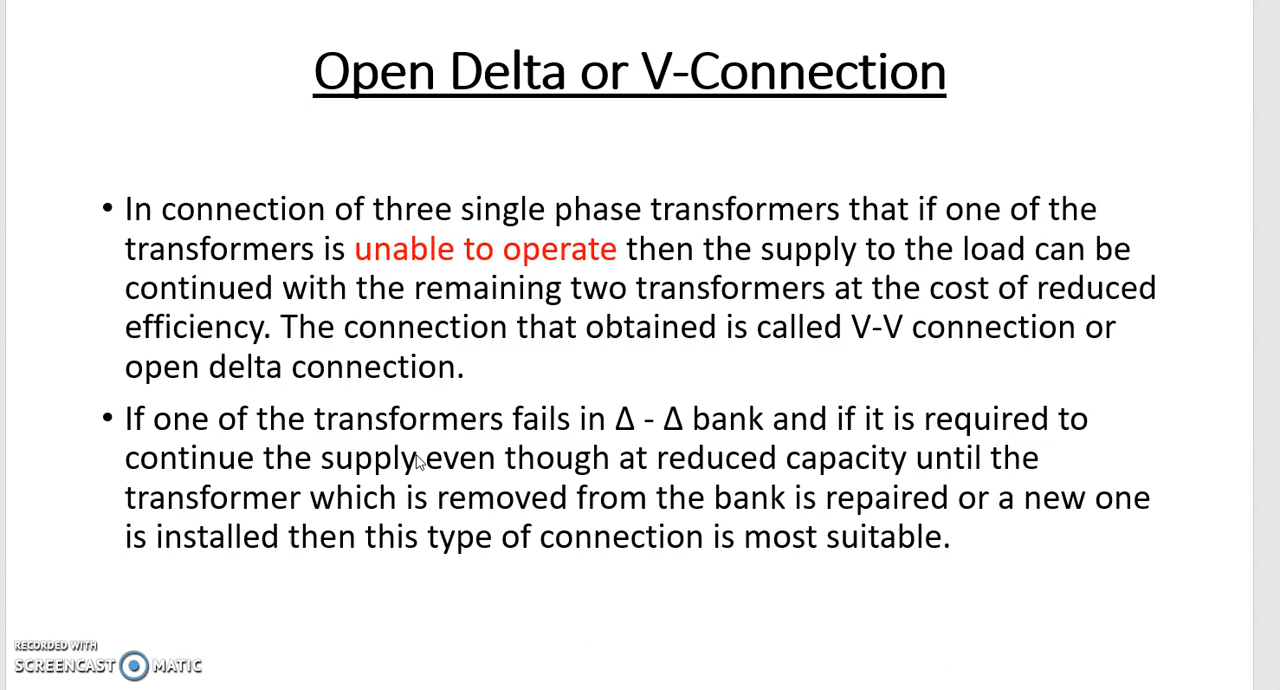 Open Delta or V-Connection
• In connection of three single phase transformers that if one of the
transformers is unable to operate then the supply to the load can be
continued with the remaining two transformers at the cost of reduced
efficiency. The connection that obtained is called V-V connection or
open delta connection.
• If one of the transformers fails in Δ - Δ bank and if it is required to
continue the supply even though at reduced capacity until the
transformer which is removed from the bank is repaired or a new one
is installed then this type of connection is most suitable.
RECORDED WITH
SCREENCAST MATIC